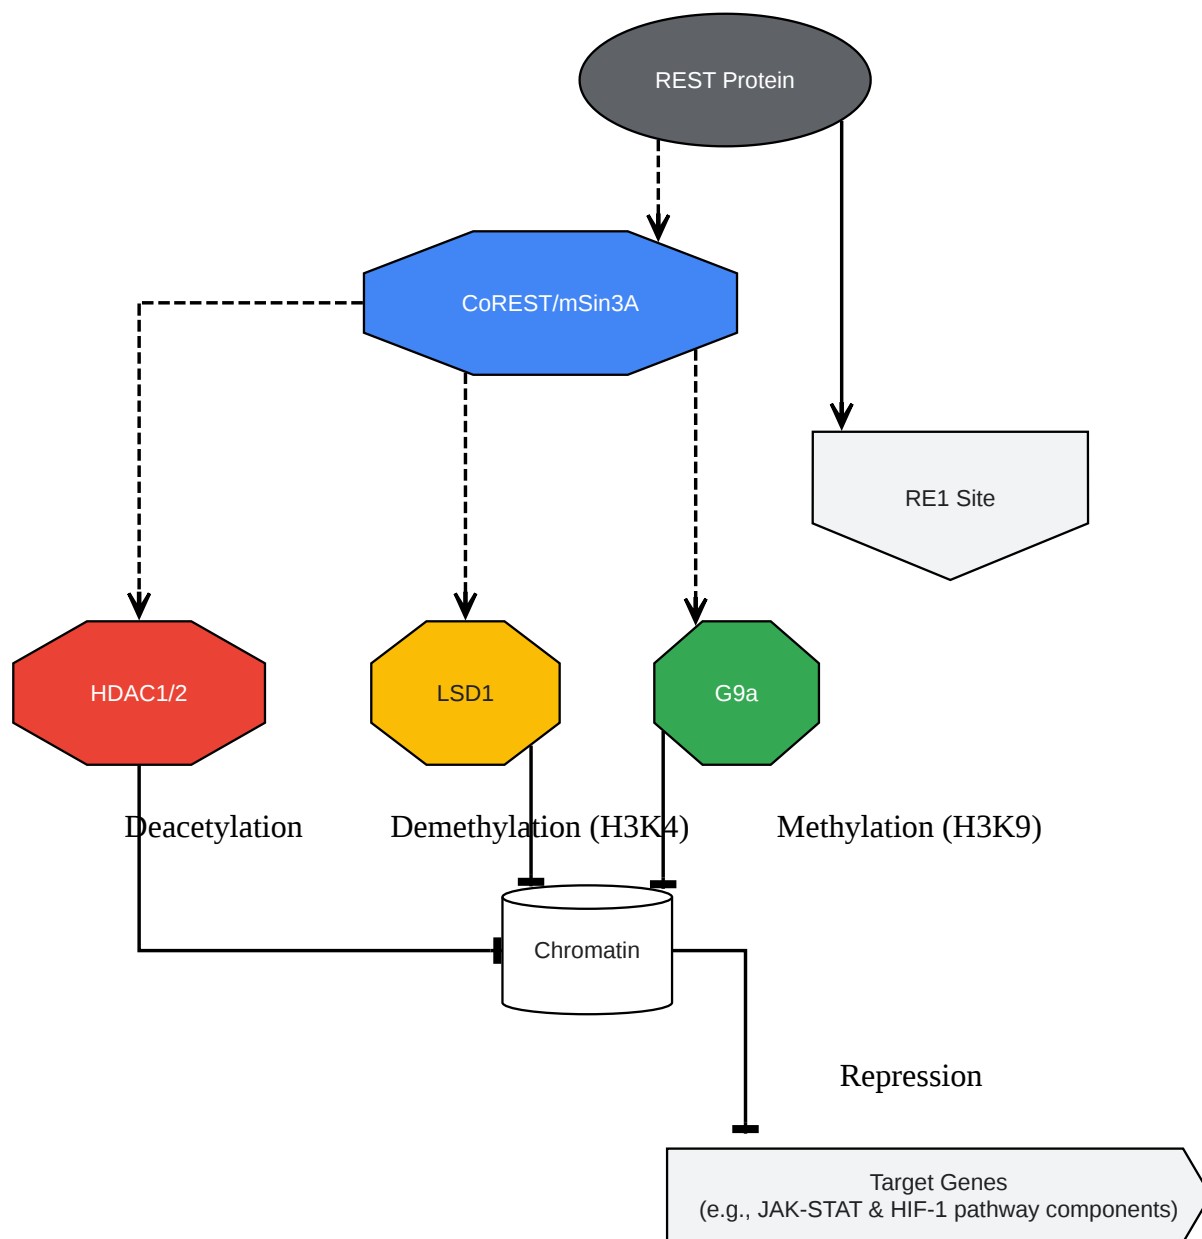 REST Protein
CoREST/mSin3A
RE1 Site
HDAC1/2
LSD1
G9a
Deacetylation
Demethylation (H3K4)
Methylation (H3K9)
Chromatin
Repression
Target Genes
(e.g., JAK-STAT & HIF-1 pathway components)